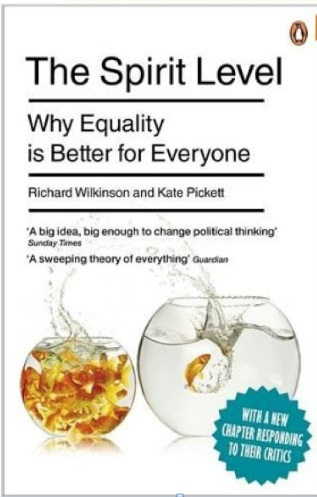 The Spirit Level
Why Equality
is Better for Everyone
Richard Wilkinson and Kate Pickett
‘A big idea, big enough to change political thinking’
Sunday Times
‘A sweeping theory of everything’ Guardian
WITH A NEW
CHAPTER RESPONDING
TO THEIR CRITICS